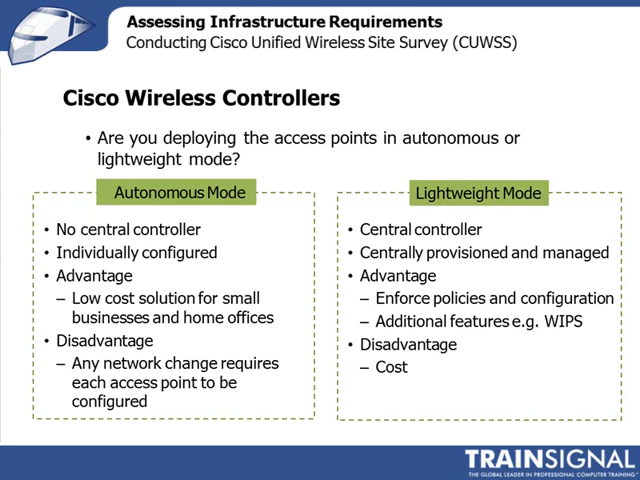 Assessing Infrastructure Requirements
Conducting Cisco Unified Wireless Site Survey (CUWSS)
Cisco Wireless Controllers
• Are you deploying the access points in autonomous or
lightweight mode?
Autonomous Mode
• No central controller
• Individually configured
• Advantage
– Low cost solution for small
businesses and home offices
• Disadvantage
– Any network change requires
each access point to be
configured
Lightweight Mode
• Central controller
• Centrally provisioned and managed
• Advantage
– Enforce policies and configuration
– Additional features e.g. WIPS
• Disadvantage
– Cost
TRAINSIGNAL
THE GLOBAL LEADER IN PROFESSIONAL COMPUTER TRAINING